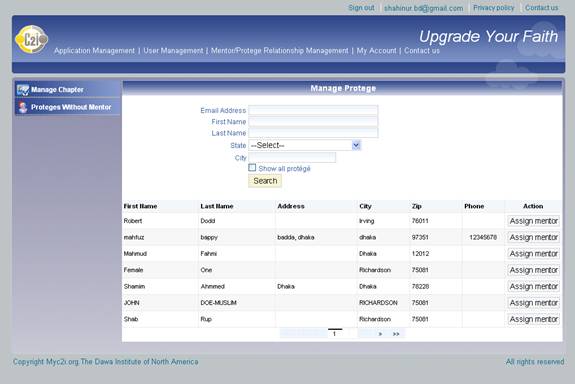 Sign out | shahinur.bd@gmail.com | Privacy policy | Contact us
C2i
Upgrade Your Faith
Application Management | User Management | Mentor/Protege Relationship Management | My Account | Contact us
Manage Chapter
Proteges Without Mentor
Manage Protege
Email Address
First Name
Last Name
State --Select--
City
Show all protégé
Search
First Name Last Name Address City Zip Phone Action
Robert Dodd Irving 76011 Assign mentor
mahfuz bappy badda, dhaka dhaka 97351 12345678 Assign mentor
Mahmud Fahmi Dhaka 12012 Assign mentor
Female One Richardson 75081 Assign mentor
Shamim Ahmmed Dhaka Dhaka 78228 Assign mentor
JOHN DOE-MUSLIM RICHARDSON 75081 Assign mentor
Shab Rup Richardson 75081 Assign mentor
1 » »»
Copyright Myc2i.org.The Dawa Institute of North America All rights reserved